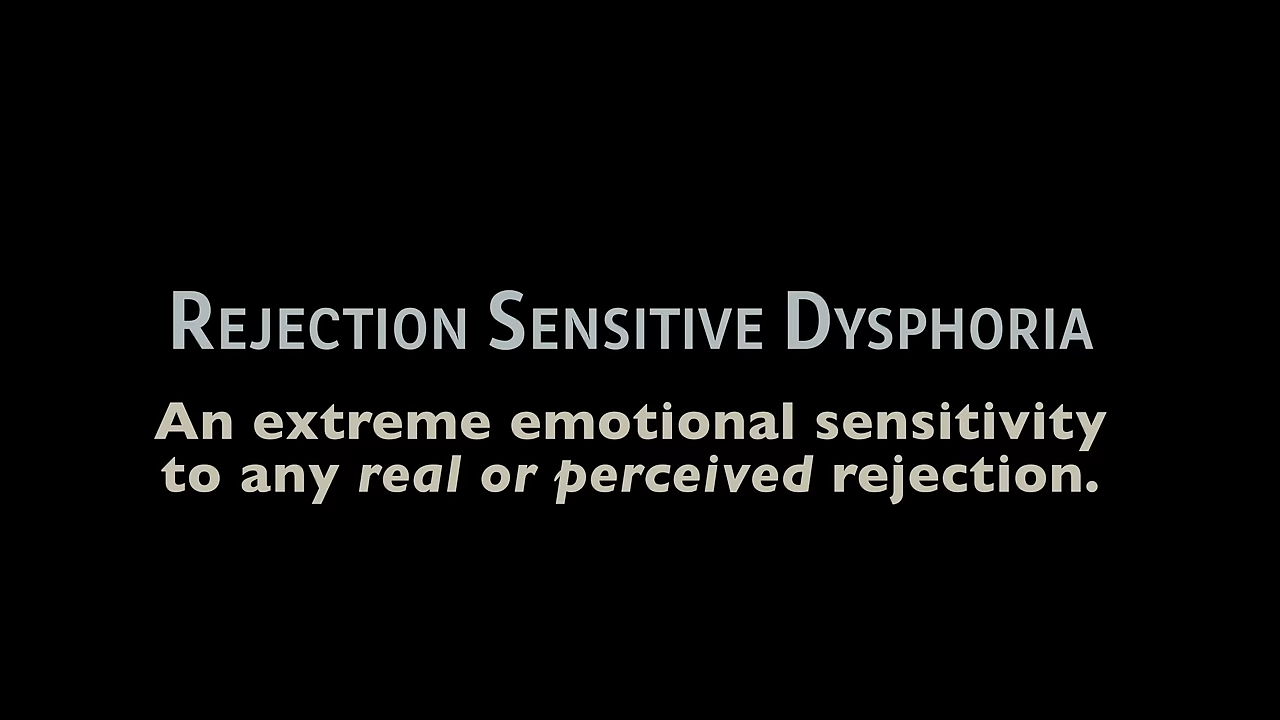 Rejection Sensitive Dysphoria
An extreme emotional sensitivity
to any real or perceived rejection.